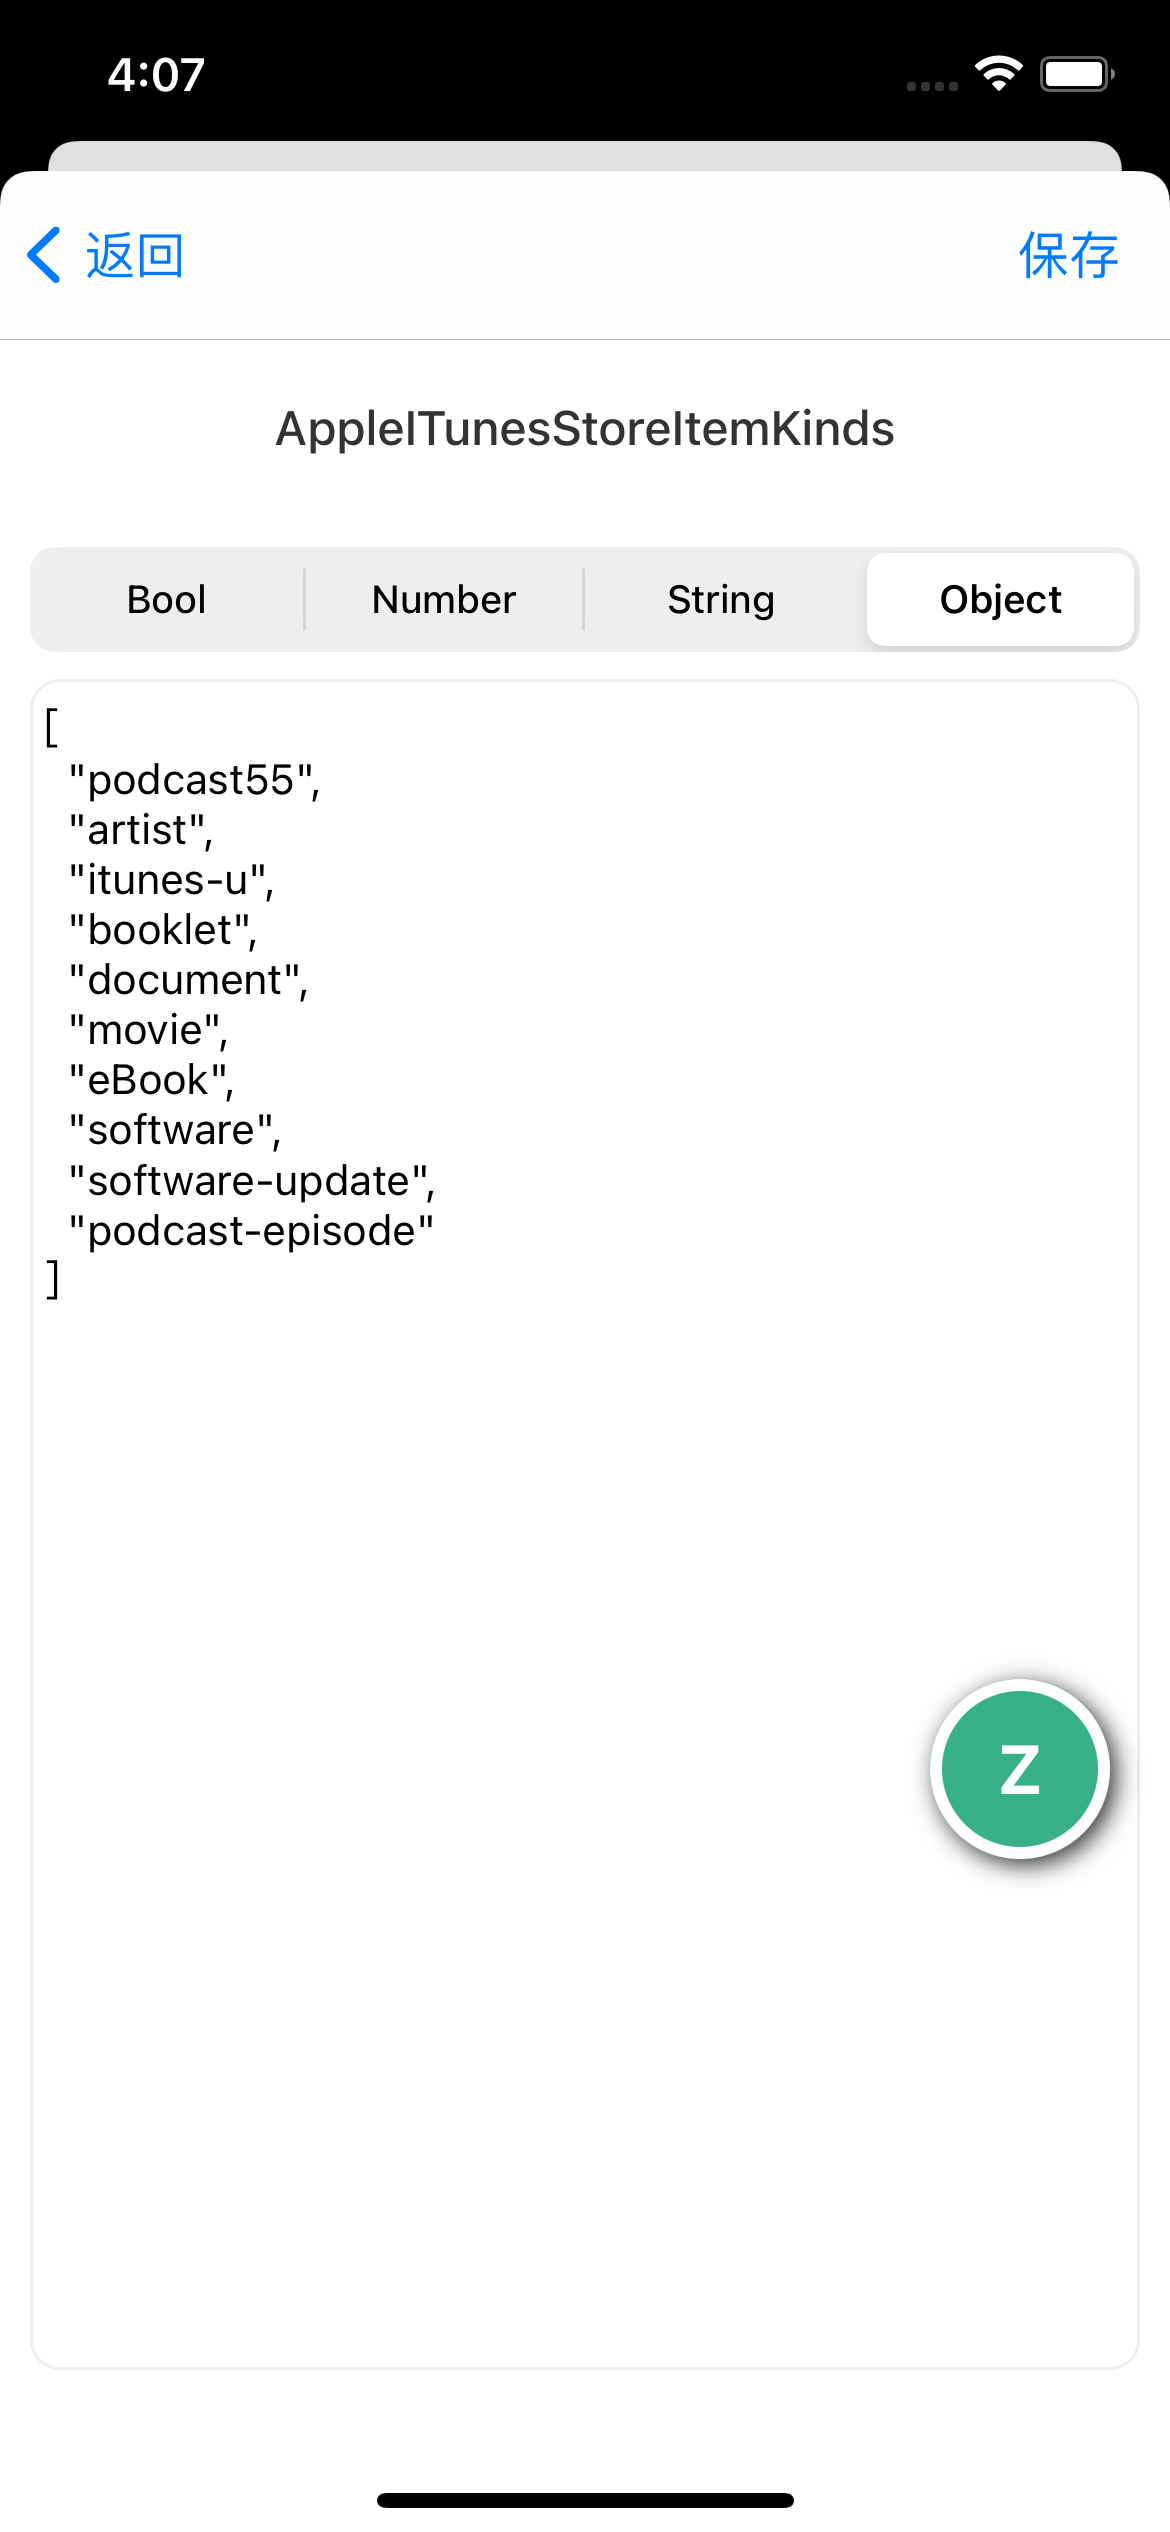 4:07
返回
保存
AppleITunesStoreItemKinds
Bool
Number
String
Object
[
"podcast55",
"artist",
"itunes-u",
"booklet",
"document",
"movie",
"eBook",
"software",
"software-update",
"podcast-episode"
]
Z